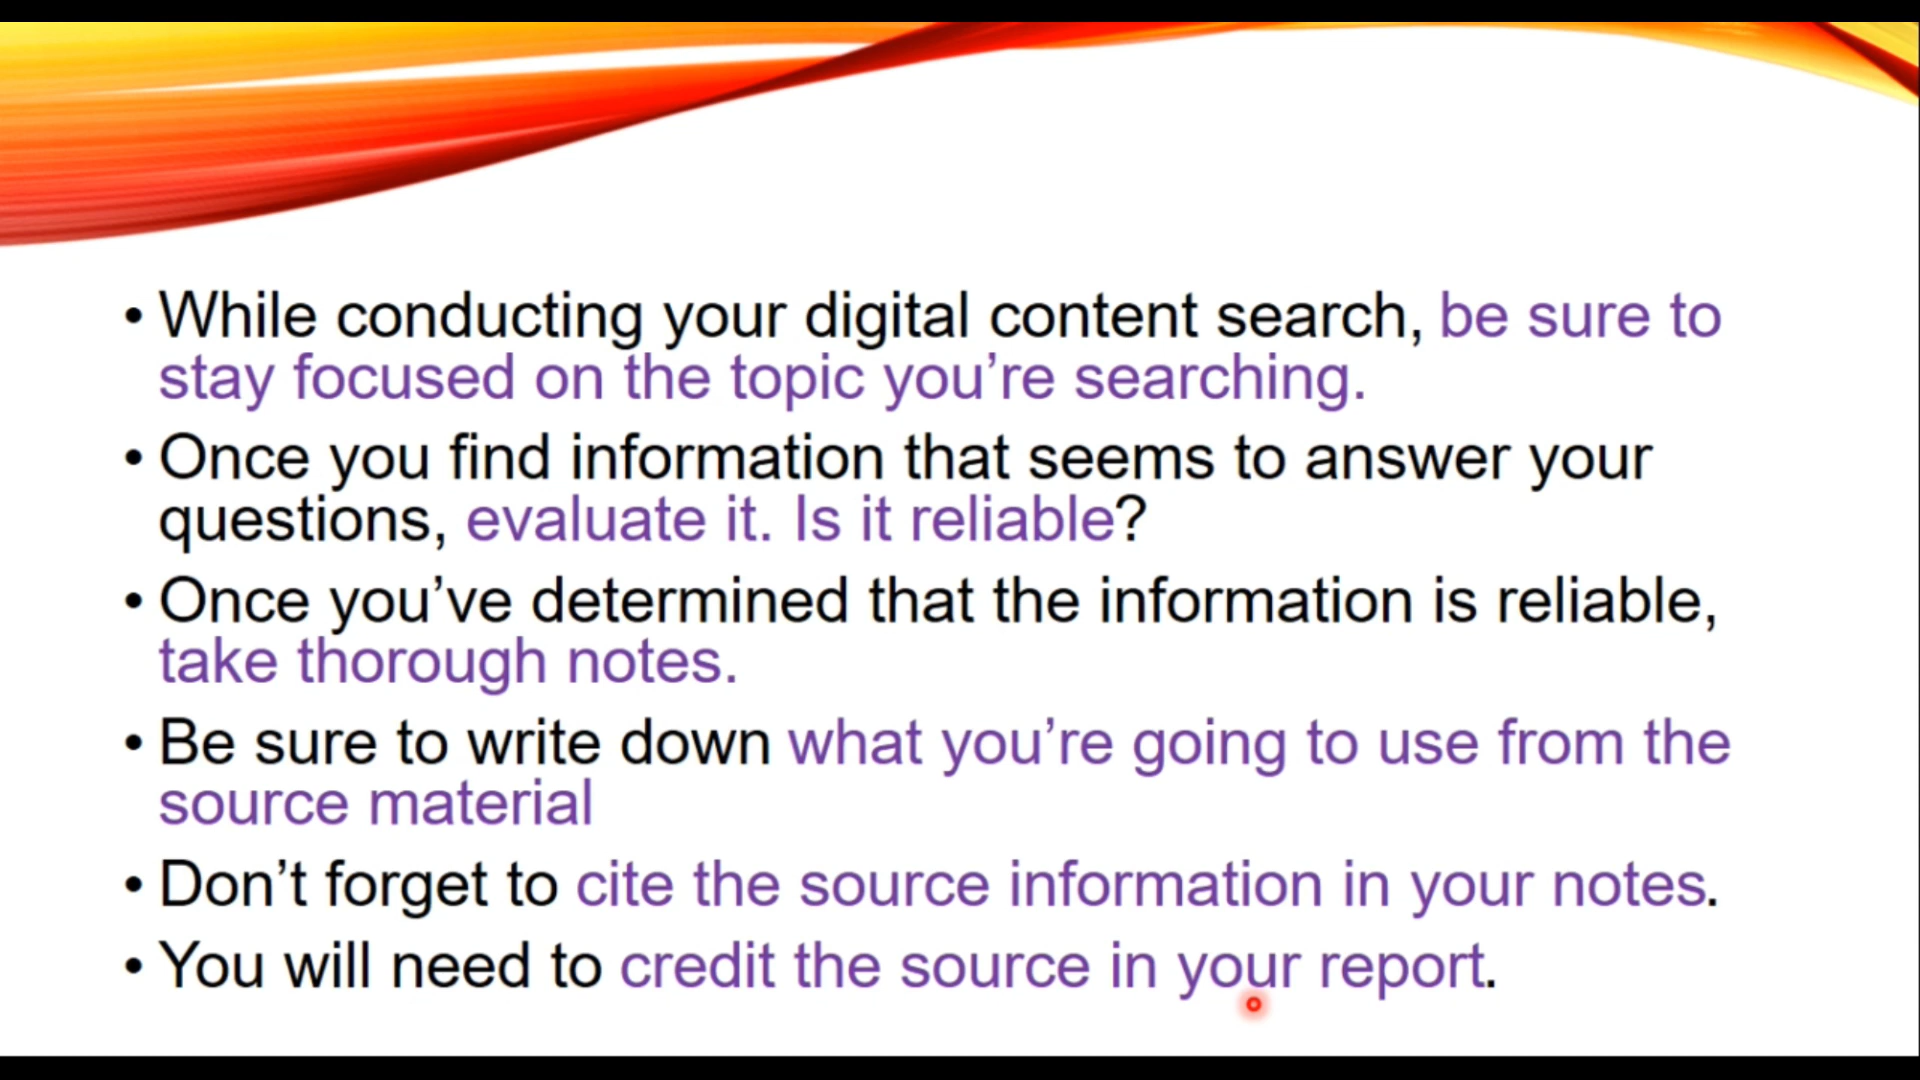 • While conducting your digital content search, be sure to
stay focused on the topic you’re searching.
• Once you find information that seems to answer your
questions, evaluate it. Is it reliable?
• Once you’ve determined that the information is reliable,
take thorough notes.
• Be sure to write down what you’re going to use from the
source material
• Don’t forget to cite the source information in your notes.
• You will need to credit the source in your report.